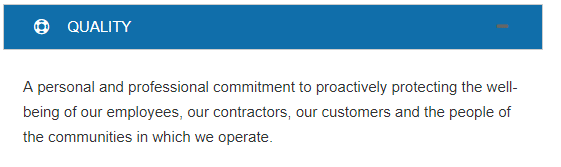 QUALITY
A personal and professional commitment to proactively protecting the well-
being of our employees, our contractors, our customers and the people of
the communities in which we operate.